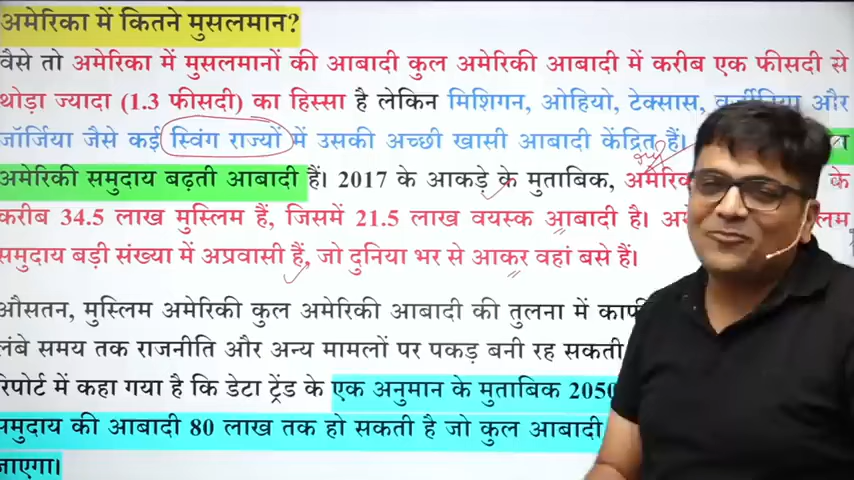 अमेरिका में कितने मुसलमान?
वैसे तो अमेरिका में मुसलमानों की आबादी कुल अमेरिकी आबादी में करीब एक फीसदी से
थोड़ा ज्यादा (1.3 फीसदी) का हिस्सा है लेकिन मिशिगन, ओहियो, टेक्सास, और
जॉर्जिया जैसे कई स्विंग राज्यों में उसकी अच्छी खासी आबादी केंद्रित हैं।
अमेरिकी समुदाय बढ़ती आबादी हैं। 2017 के आकड़े के मुताबिक, के
करीब 34.5 लाख मुस्लिम हैं, जिसमें 21.5 लाख वयस्क आबादी है।
समुदाय बड़ी संख्या में अप्रवासी हैं, जो दुनिया भर से आकर वहां बसे हैं।
औसतन, मुस्लिम अमेरिकी कुल अमेरिकी आबादी की तुलना में
लंबे समय तक राजनीति और अन्य मामलों पर पकड़ बनी रह सकती
रिपोर्ट में कहा गया है कि डेटा ट्रेंड के एक अनुमान के मुताबिक 2050
समुदाय की आबादी 80 लाख तक हो सकती है जो कुल आबादी
जाएगा।